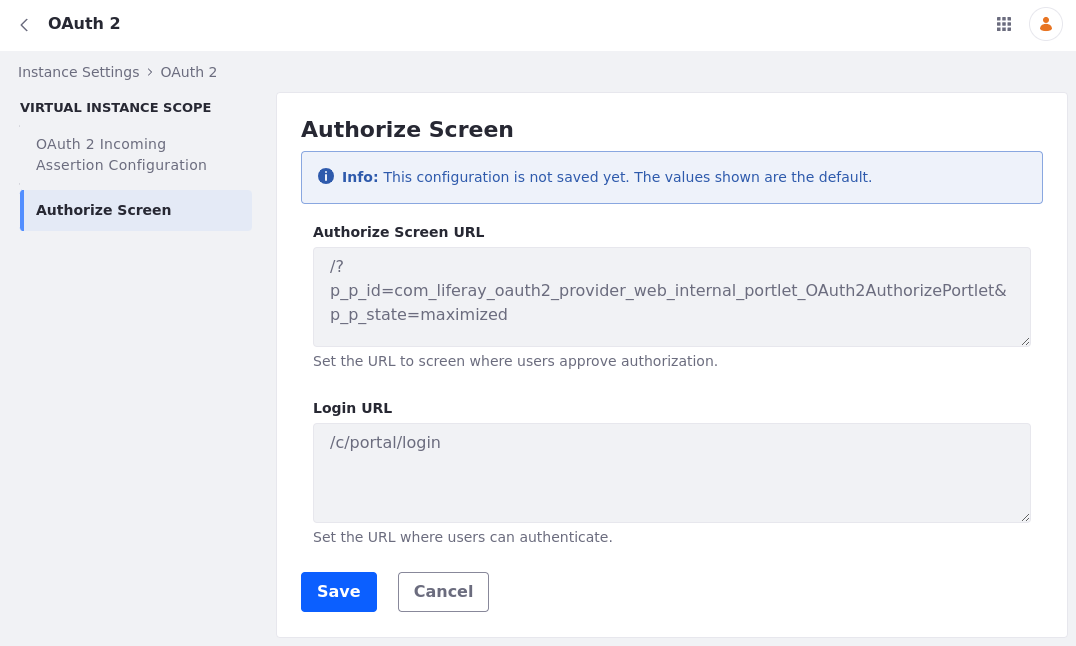 OAuth 2
Instance Settings > OAuth 2
VIRTUAL INSTANCE SCOPE
OAuth 2 Incoming
Assertion Configuration
Authorize Screen
Authorize Screen
Info: This configuration is not saved yet. The values shown are the default.
Authorize Screen URL
/?
p_p_id=com_liferay_oauth2_provider_web_internal_portlet_OAuth2AuthorizePortlet&
p_p_state=maximized
Set the URL to screen where users approve authorization.
Login URL
/c/portal/login
Set the URL where users can authenticate.
Save Cancel